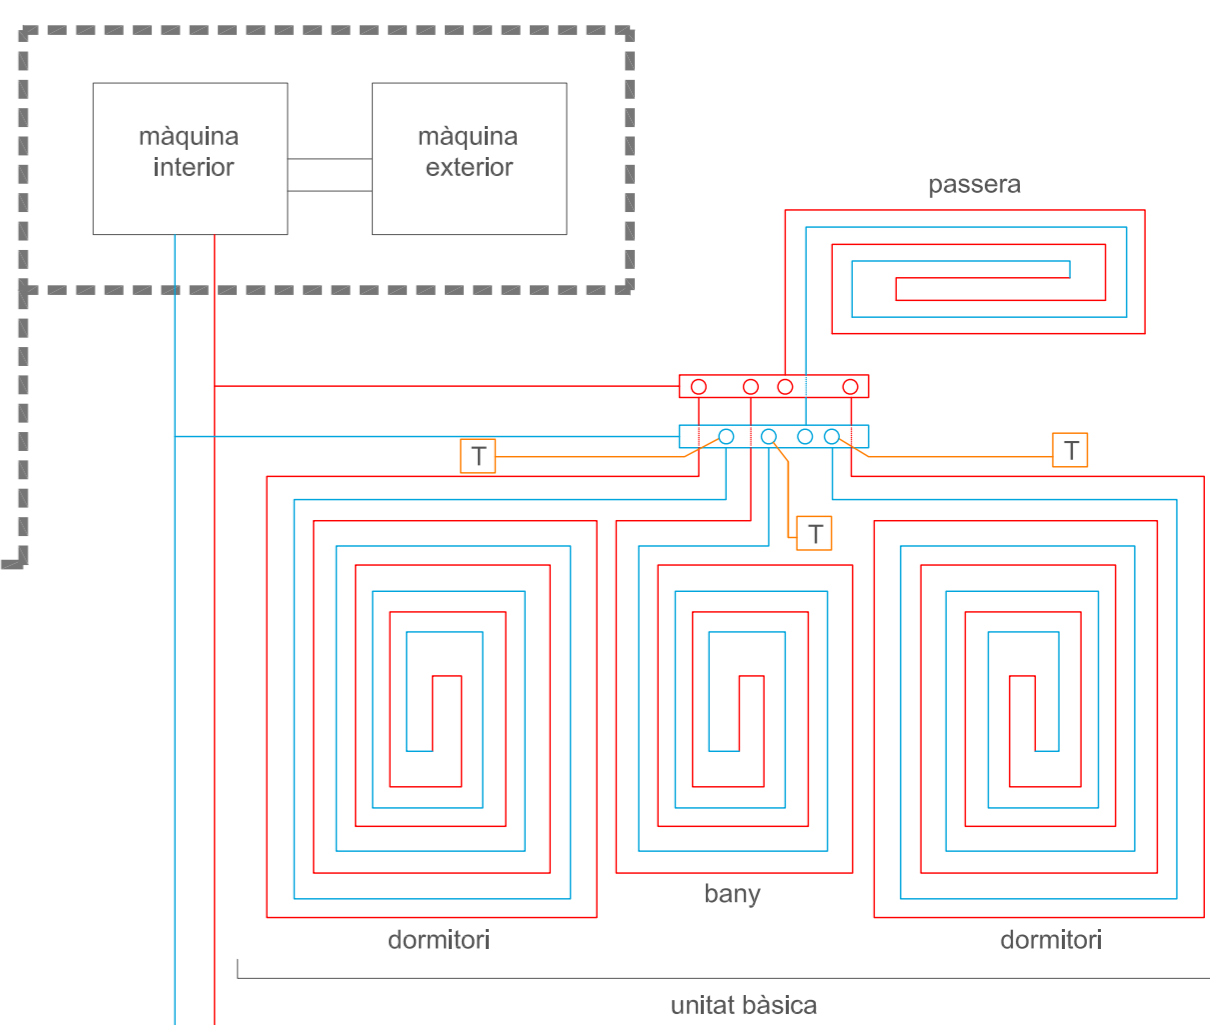 màquina
interior
màquina
exterior
passera
T
T
T
bany
dormitori
dormitori
unitat bàsica